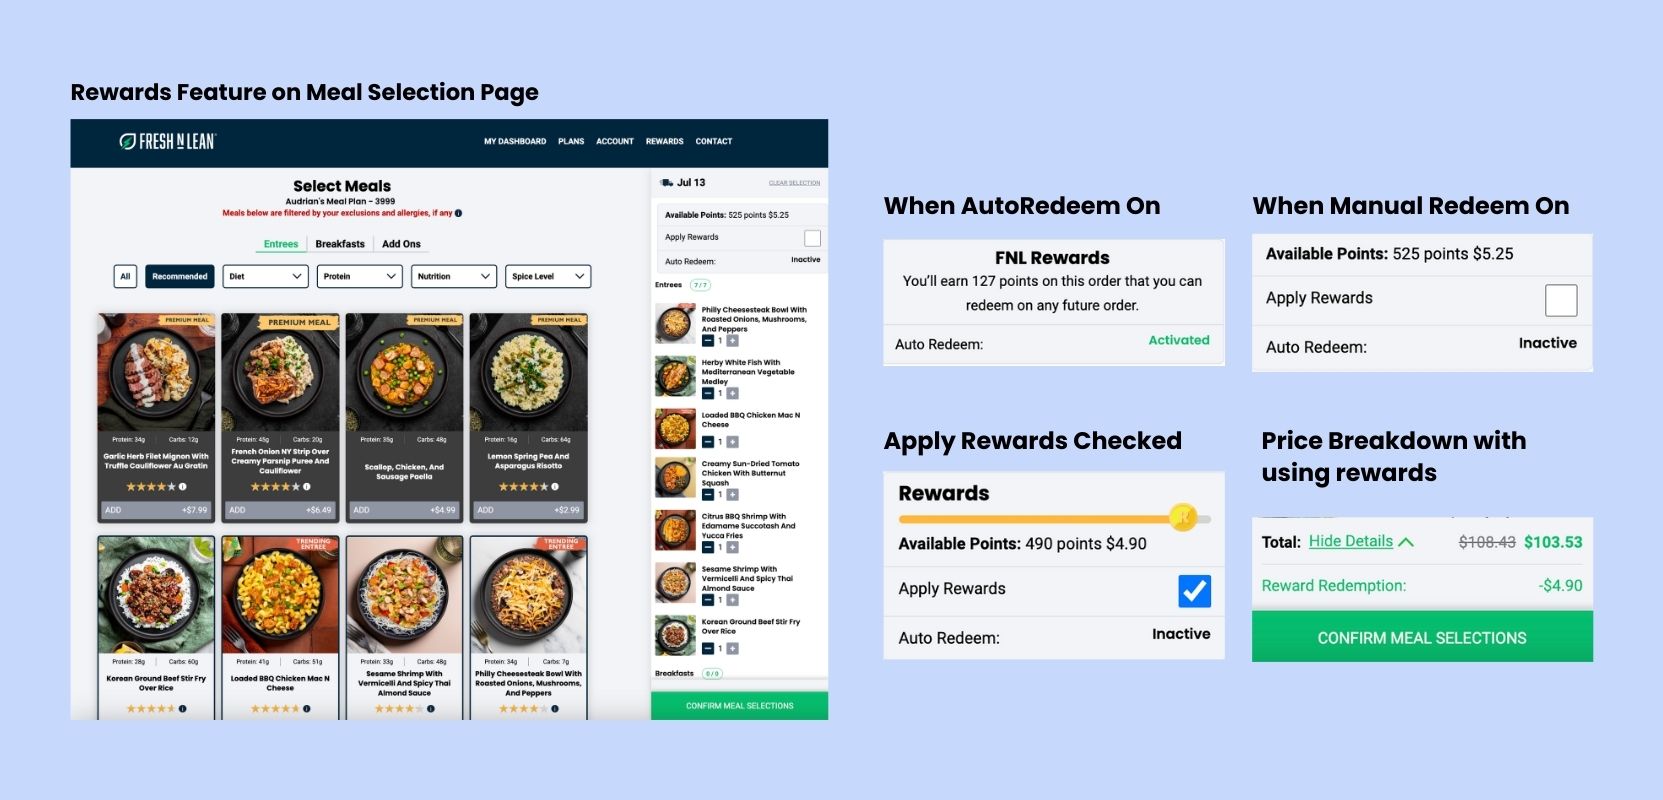 Rewards Feature on Meal Selection Page
FRESH N LEAN
MY DASHBOARD PLANS ACCOUNT REWARDS CONTACT
Select Meals
Audrian's Meal Plan - 3999
Meals below are filtered by your exclusions and allergies, if any
Entrees Breakfasts Add Ons
All Recommended Diet Protein Nutrition Spice Level
PREMIUM MEAL PREMIUM MEAL PREMIUM MEAL PREMIUM MEAL
Protein: 34g Carbs: 12g
Garlic Herb Filet Mignon With
Truffle Cauliflower Au Gratin
ADD +$7.99
Protein: 45g Carbs: 20g
French Onion NY Strip Over
Creamy Parsnip Puree And
Cauliflower
ADD +$6.49
Protein: 35g Carbs: 48g
Scallop, Chicken, And
Sausage Paella
ADD +$4.99
Protein: 16g Carbs: 64g
Lemon Spring Pea And
Asparagus Risotto
ADD +$2.99
Protein: 28g Carbs: 60g
Korean Ground Beef Stir Fry
Over Rice
TRENDING
ENTREE
Protein: 41g Carbs: 51g
Loaded BBQ Chicken Mac N
Cheese
Protein: 33g Carbs: 48g
Sesame Shrimp With
Vermicelli And Spicy Thai
Almond Sauce
TRENDING
ENTREE
Protein: 34g Carbs: 7g
Philly Cheesesteak Bowl With
Roasted Onions, Mushrooms,
And Peppers
Jul 13 CLEAR SELECTION
Available Points: 525 points $5.25
Apply Rewards
Auto Redeem: Inactive
Entrees 7/7
Philly Cheesesteak Bowl With
Roasted Onions, Mushrooms,
And Peppers
− 1 +
Herby White Fish With
Mediterranean Vegetable
Medley
− 1 +
Loaded BBQ Chicken Mac N
Cheese
− 1 +
Creamy Sun-Dried Tomato
Chicken With Butternut
Squash
− 1 +
Citrus BBQ Shrimp With
Edamame Succotash And
Yucca Fries
− 1 +
Sesame Shrimp With
Vermicelli And Spicy Thai
Almond Sauce
− 1 +
Korean Ground Beef Stir Fry
Over Rice
− 1 +
Breakfasts 0/0
CONFIRM MEAL SELECTIONS
When AutoRedeem On
FNL Rewards
You'll earn 127 points on this order that you can
redeem on any future order.
Auto Redeem: Activated
When Manual Redeem On
Available Points: 525 points $5.25
Apply Rewards
Auto Redeem: Inactive
Apply Rewards Checked
Rewards
Available Points: 490 points $4.90
Apply Rewards
Auto Redeem: Inactive
Price Breakdown with
using rewards
Total: Hide Details $108.43 $103.53
Reward Redemption: -$4.90
CONFIRM MEAL SELECTIONS